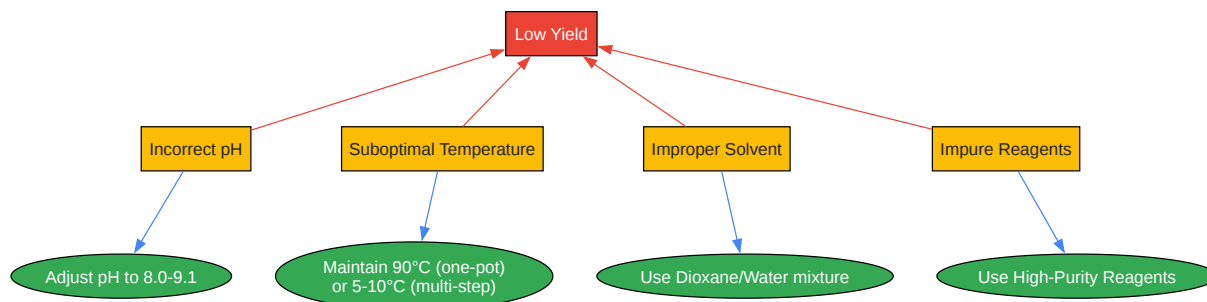 Low Yield
Incorrect pH
Suboptimal Temperature
Improper Solvent
Impure Reagents
Adjust pH to 8.0-9.1
Maintain 90°C (one-pot)
or 5-10°C (multi-step)
Use Dioxane/Water mixture
Use High-Purity Reagents